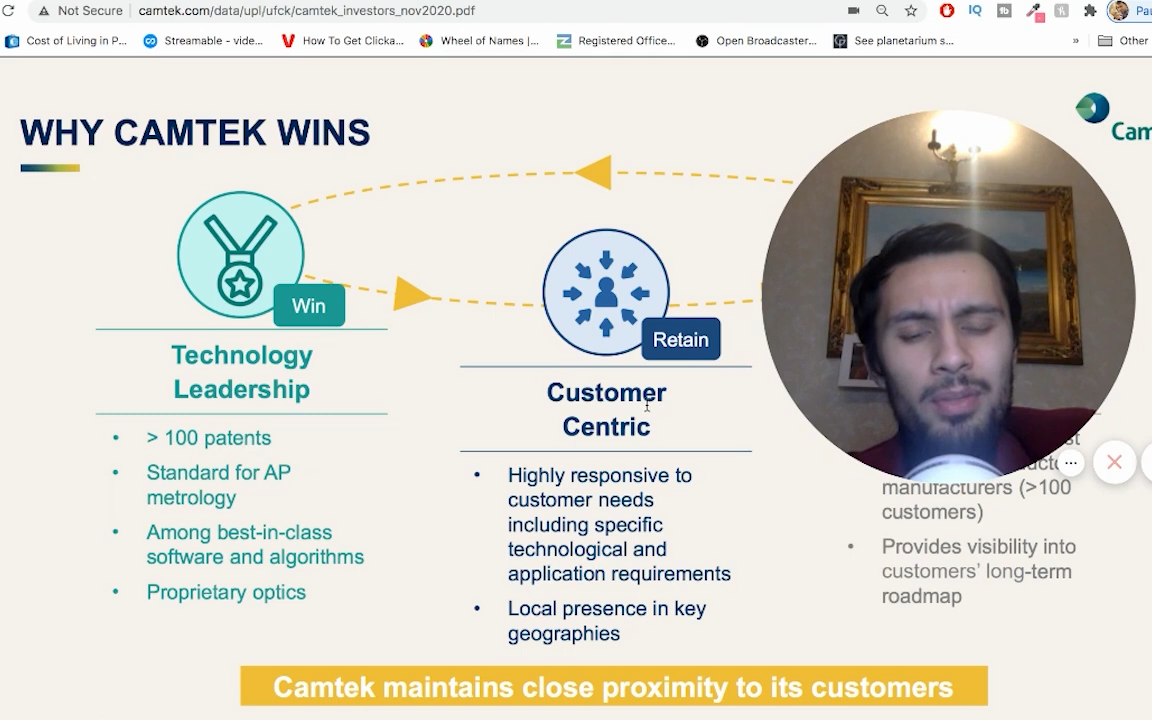 Not Secure
camtek.com/data/upl/ufck/camtek_investors_nov2020.pdf
IQ
Pau
Cost of Living in P...
Streamable - vide...
How To Get Clicka...
Wheel of Names |...
Registered Office...
Open Broadcaster...
See planetarium s...
»
Other
WHY CAMTEK WINS
Cam
Win
Technology
Leadership
• > 100 patents
• Standard for AP
metrology
• Among best-in-class
software and algorithms
• Proprietary optics
Retain
Customer
Centric
• Highly responsive to
customer needs
including specific
technological and
application requirements
• Local presence in key
geographies
manufacturers (>100
customers)
• Provides visibility into
customers' long-term
roadmap
Camtek maintains close proximity to its customers